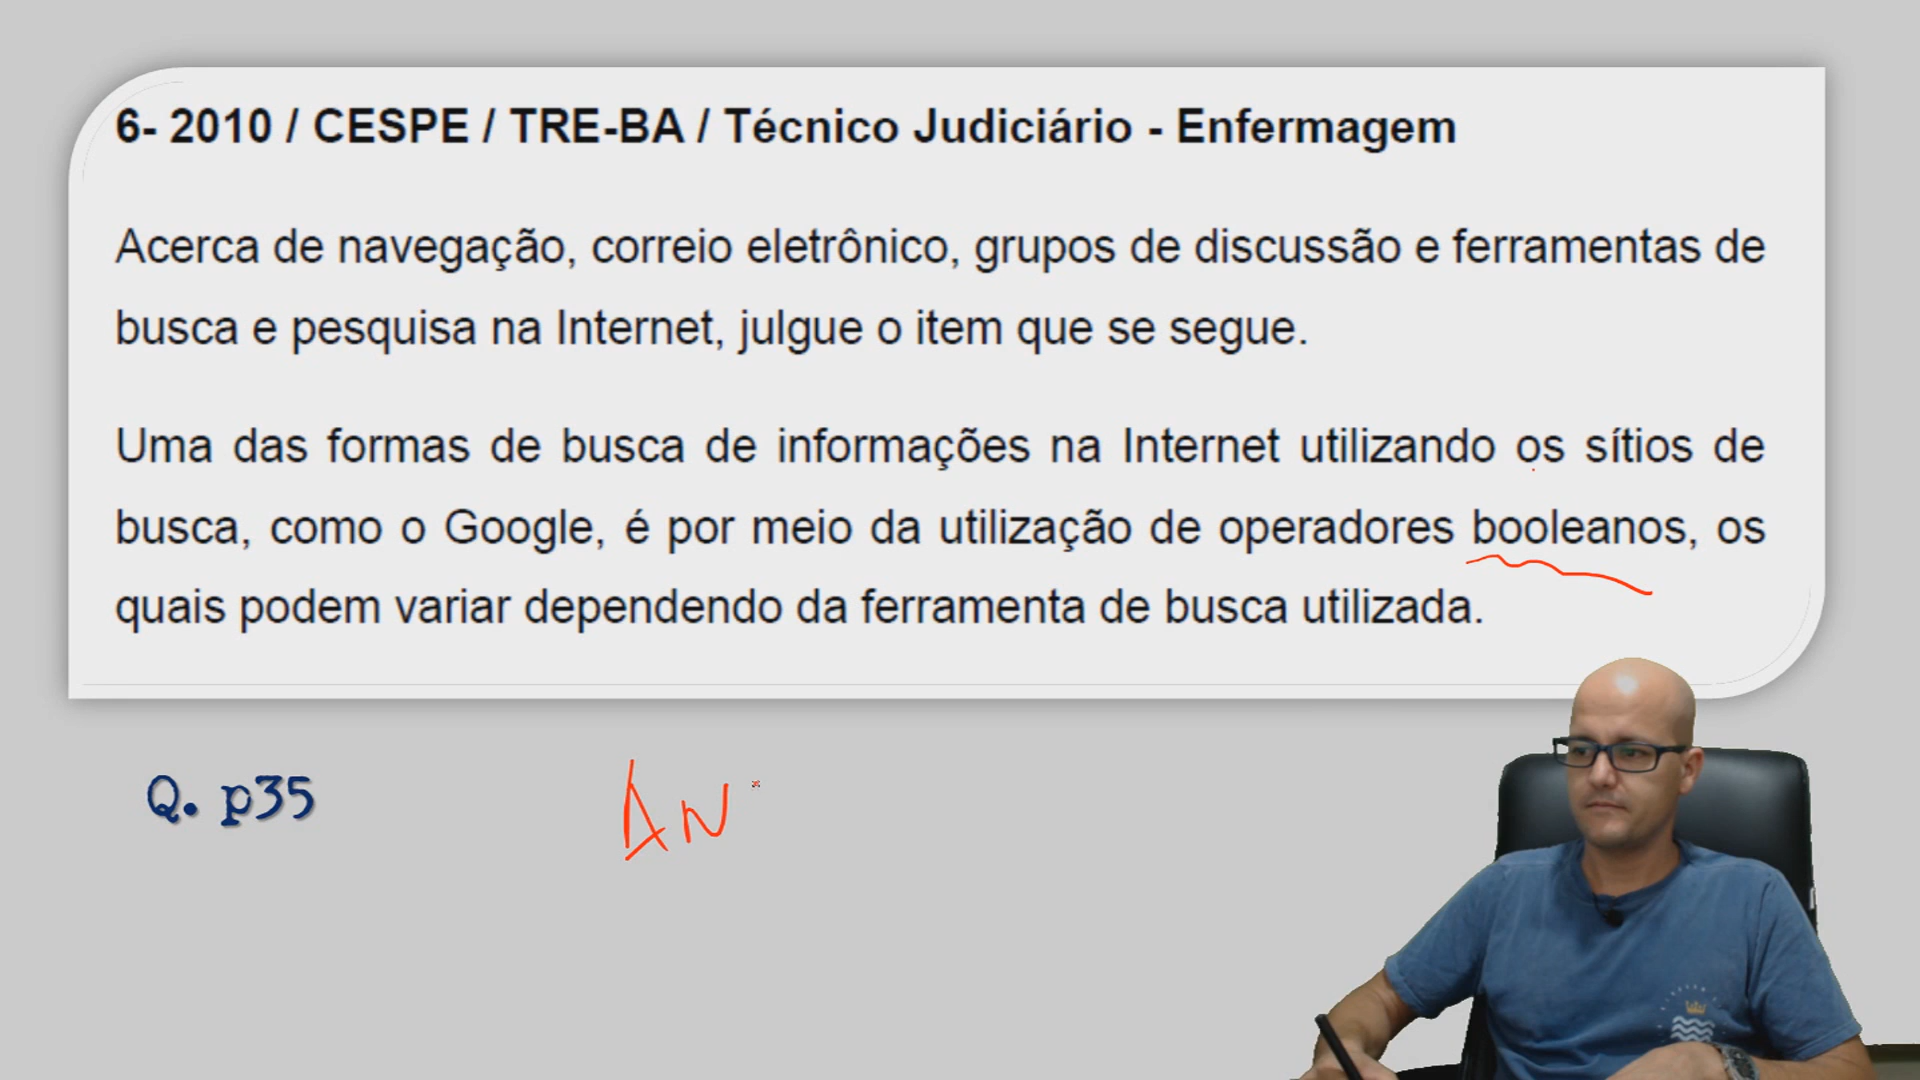 6- 2010 / CESPE / TRE-BA / Técnico Judiciário - Enfermagem
Acerca de navegação, correio eletrônico, grupos de discussão e ferramentas de
busca e pesquisa na Internet, julgue o item que se segue.
Uma das formas de busca de informações na Internet utilizando os sítios de
busca, como o Google, é por meio da utilização de operadores booleanos, os
quais podem variar dependendo da ferramenta de busca utilizada.
Q. p35
AN